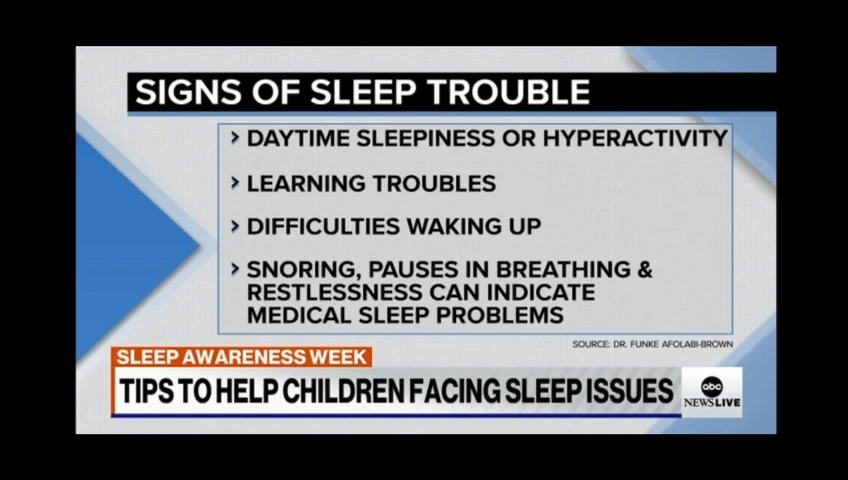 SIGNS OF SLEEP TROUBLE
> DAYTIME SLEEPINESS OR HYPERACTIVITY
> LEARNING TROUBLES
> DIFFICULTIES WAKING UP
> SNORING, PAUSES IN BREATHING &
RESTLESSNESS CAN INDICATE
MEDICAL SLEEP PROBLEMS
SOURCE: DR. FUNKE AFOLABI-BROWN
SLEEP AWARENESS WEEK
TIPS TO HELP CHILDREN FACING SLEEP ISSUES
abc
NEWS LIVE